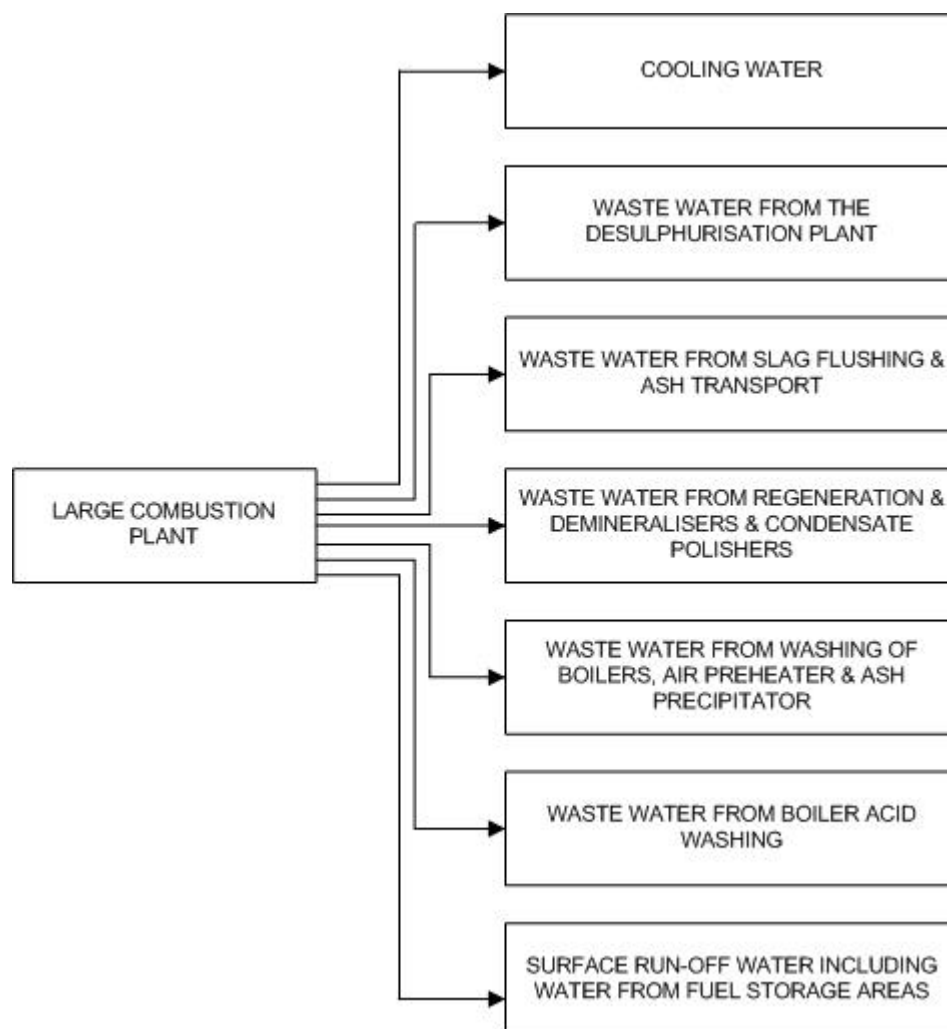 COOLING WATER
WASTE WATER FROM THE
DESULPHURISATION PLANT
WASTE WATER FROM SLAG FLUSHING &
ASH TRANSPORT
LARGE COMBUSTION
PLANT
WASTE WATER FROM REGENERATION &
DEMINERALISERS & CONDENSATE
POLISHERS
WASTE WATER FROM WASHING OF
BOILERS, AIR PREHEATER & ASH
PRECIPITATOR
WASTE WATER FROM BOILER ACID
WASHING
SURFACE RUN-OFF WATER INCLUDING
WATER FROM FUEL STORAGE AREAS